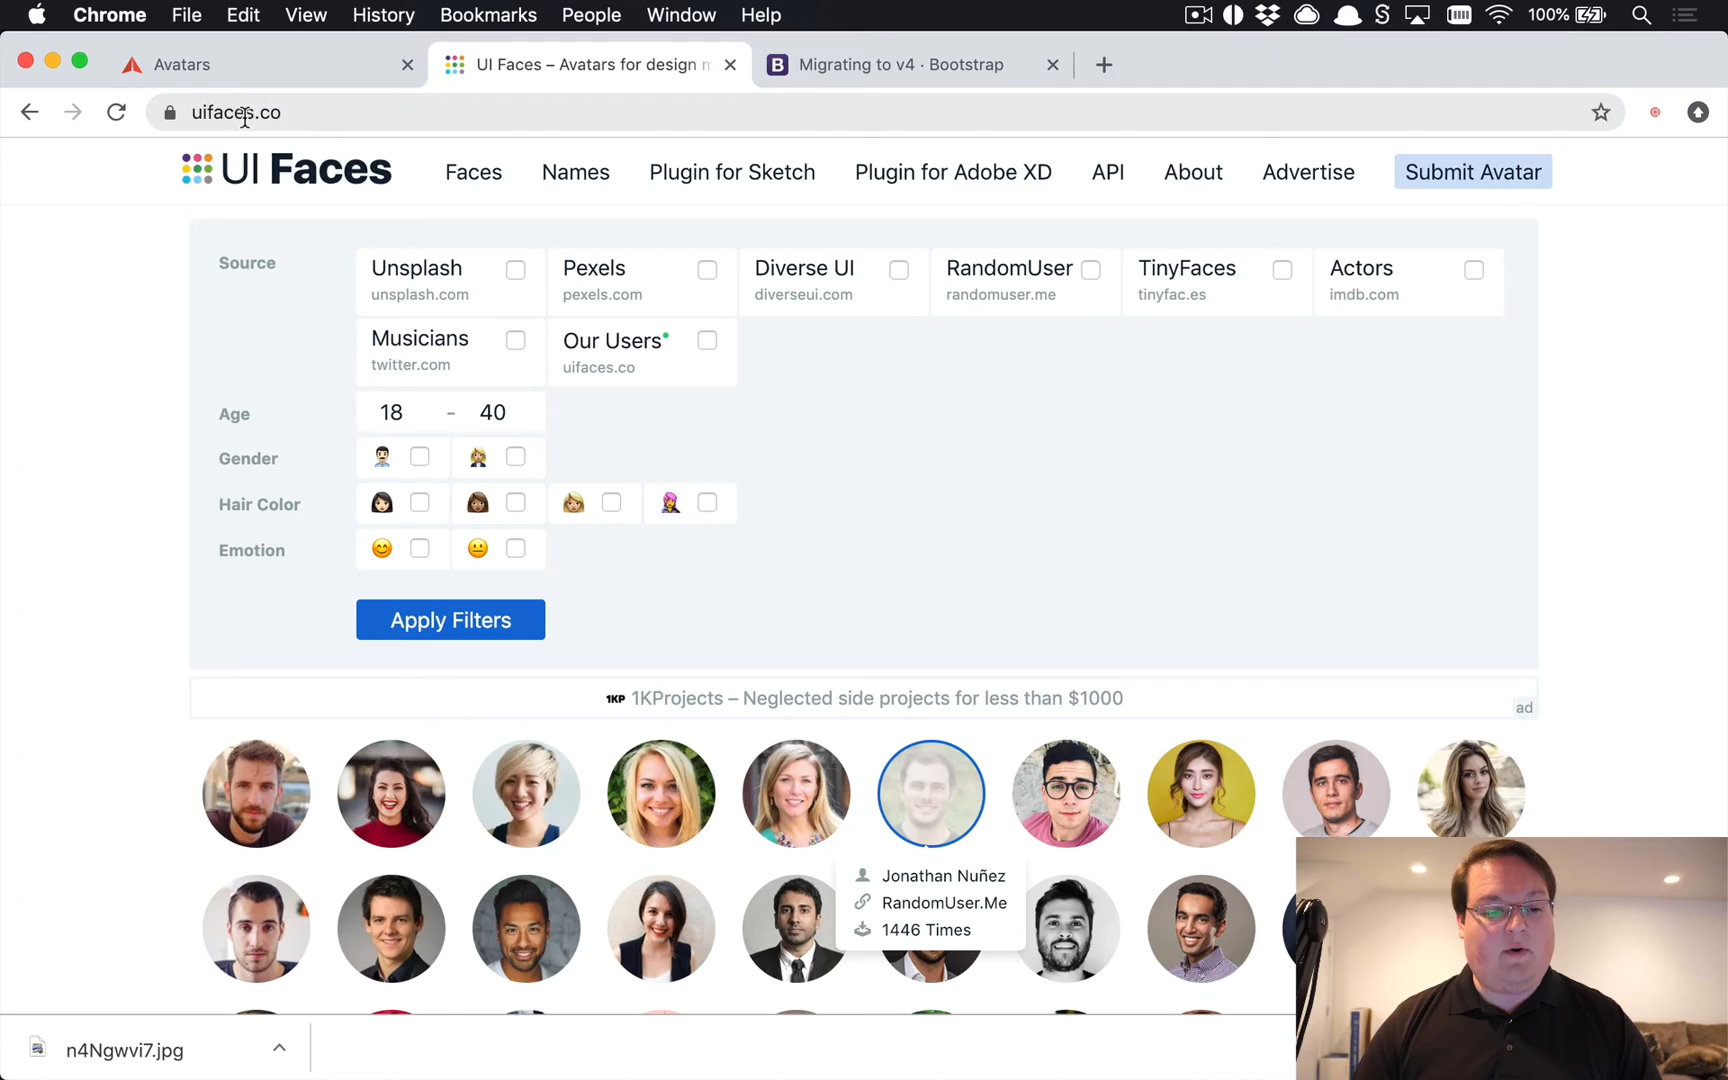 Chrome File Edit View History Bookmarks People Window Help 100%
Avatars
UI Faces – Avatars for design m
B Migrating to v4 · Bootstrap
uifaces.co
UI Faces Faces Names Plugin for Sketch Plugin for Adobe XD API About Advertise Submit Avatar
Source
Unsplash
unsplash.com
Pexels
pexels.com
Diverse UI
diverseui.com
RandomUser
randomuser.me
TinyFaces
tinyfac.es
Actors
imdb.com
Musicians
twitter.com
Our Users
uifaces.co
Age 18 - 40
Gender
Hair Color
Emotion
Apply Filters
1KP 1KProjects – Neglected side projects for less than $1000
ad
Jonathan Nuñez
RandomUser.Me
1446 Times
n4Ngwvi7.jpg